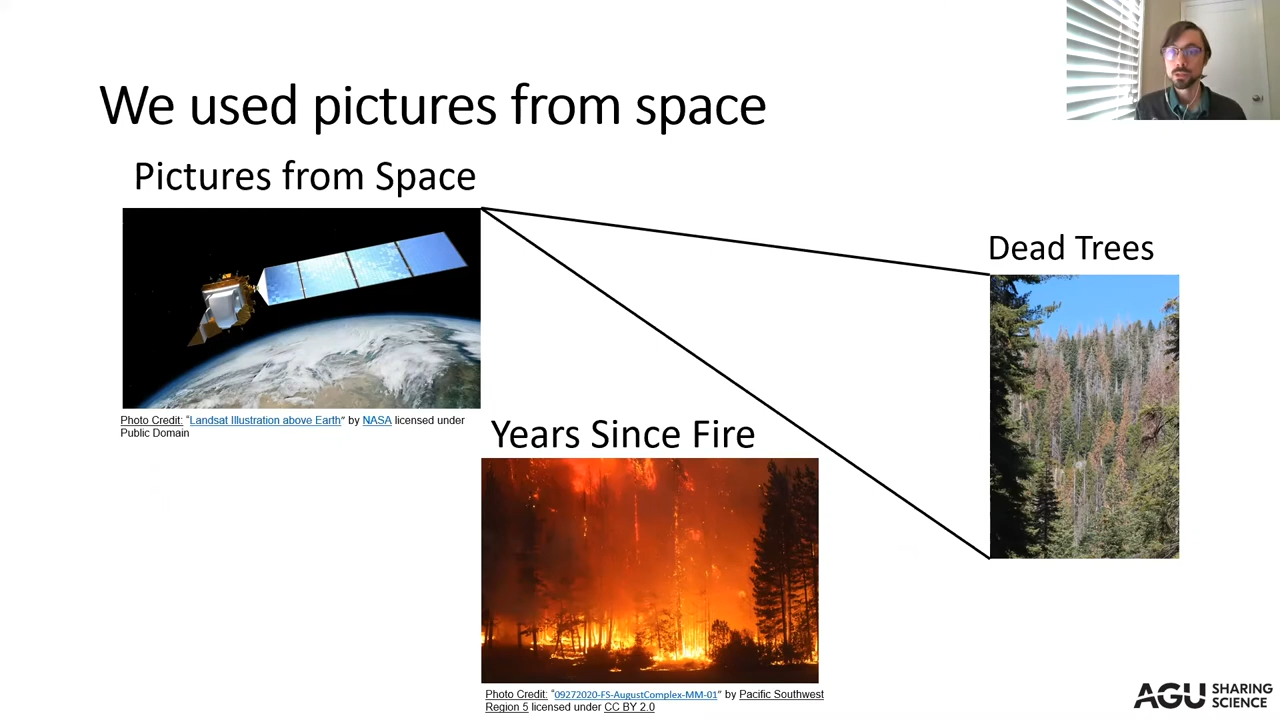 We used pictures from space
Pictures from Space
Dead Trees
Photo Credit: "Landsat Illustration above Earth" by NASA licensed under
Public Domain
Years Since Fire
Photo Credit: "09272020-FS-AugustComplex-MM-01" by Pacific Southwest
Region 5 licensed under CC BY 2.0
AGU SHARING
SCIENCE